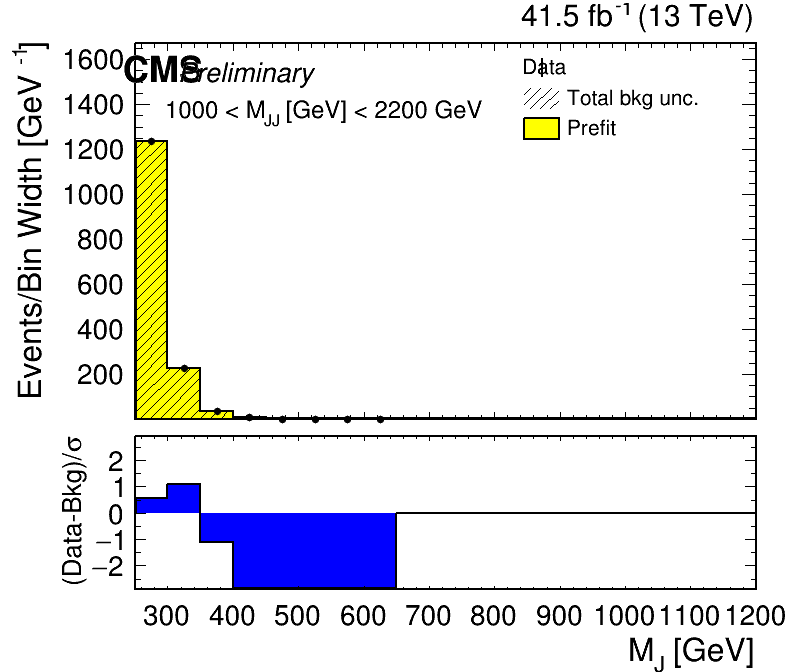 41.5 fb-1 (13 TeV)
CMS Preliminary
1000 < MJJ [GeV] < 2200 GeV
Data
Total bkg unc.
Prefit
Events/Bin Width [GeV-1]
1600
1400
1200
1000
800
600
400
200
(Data-Bkg)/σ
2
1
0
−1
−2
300 400 500 600 700 800 900 1000 1100 1200
MJ [GeV]